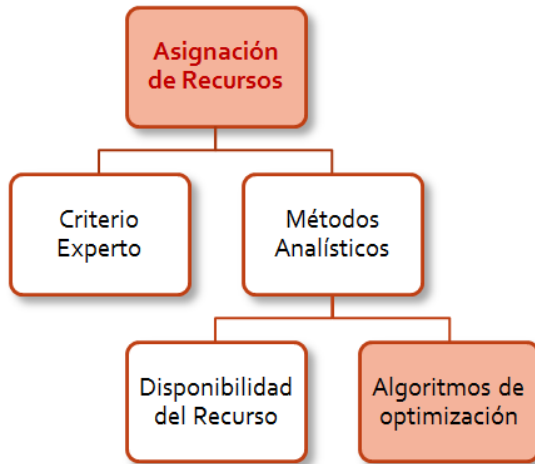 Asignación
de Recursos
Criterio
Experto
Métodos
Analísticos
Disponibilidad
del Recurso
Algoritmos de
optimización